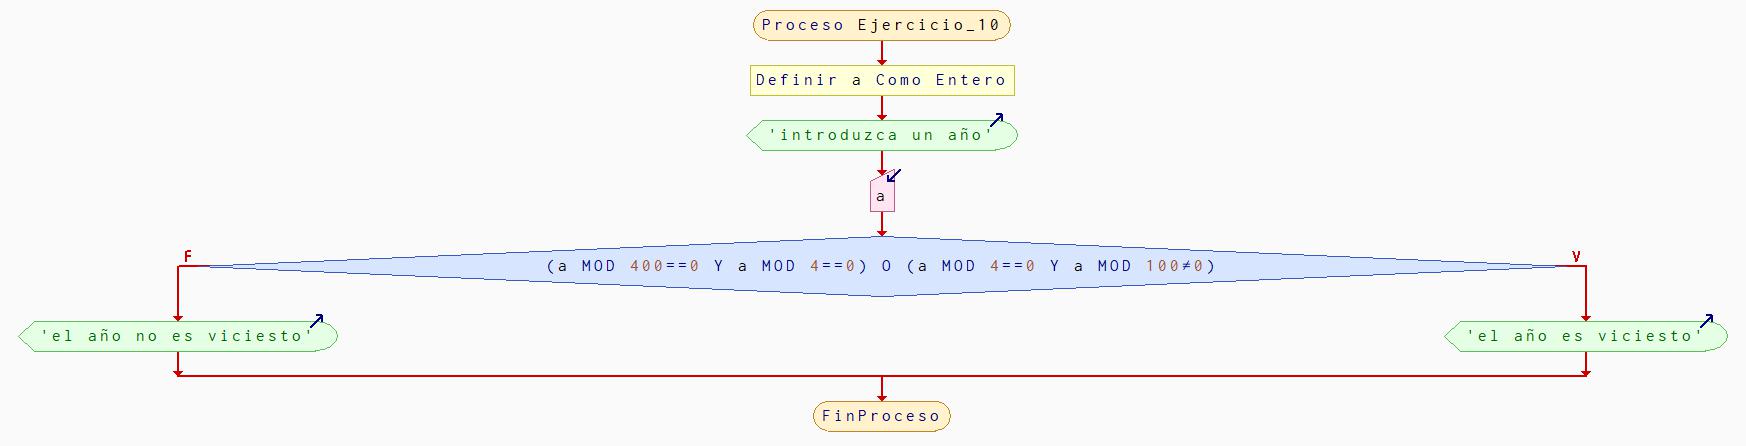 Proceso Ejercicio_10
Definir a Como Entero
'introduzca un año'
a
F
(a MOD 400==0 Y a MOD 4==0) O (a MOD 4==0 Y a MOD 100≠0)
V
'el año no es viciesto'
'el año es viciesto'
FinProceso